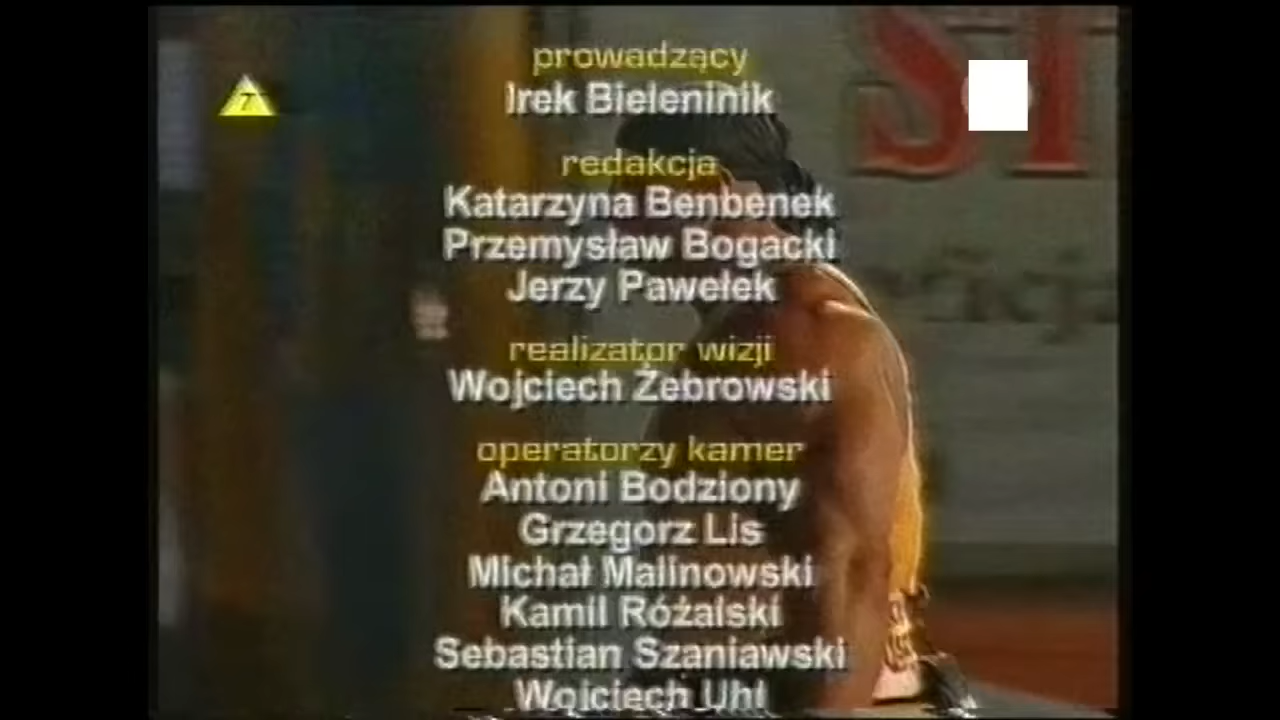 prowadzący
Irek Bieleninik
7
redakcja
Katarzyna Benbenek
Przemysław Bogacki
Jerzy Pawełek
realizator wizji
Wojciech Żebrowski
operatorzy kamer
Antoni Bodziony
Grzegorz Lis
Michał Malinowski
Kamil Różalski
Sebastian Szaniawski
Wojciech Uhl